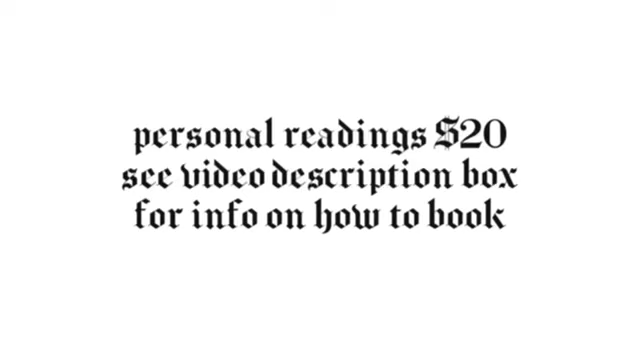 personal readings $20
see video description box
for info on how to book